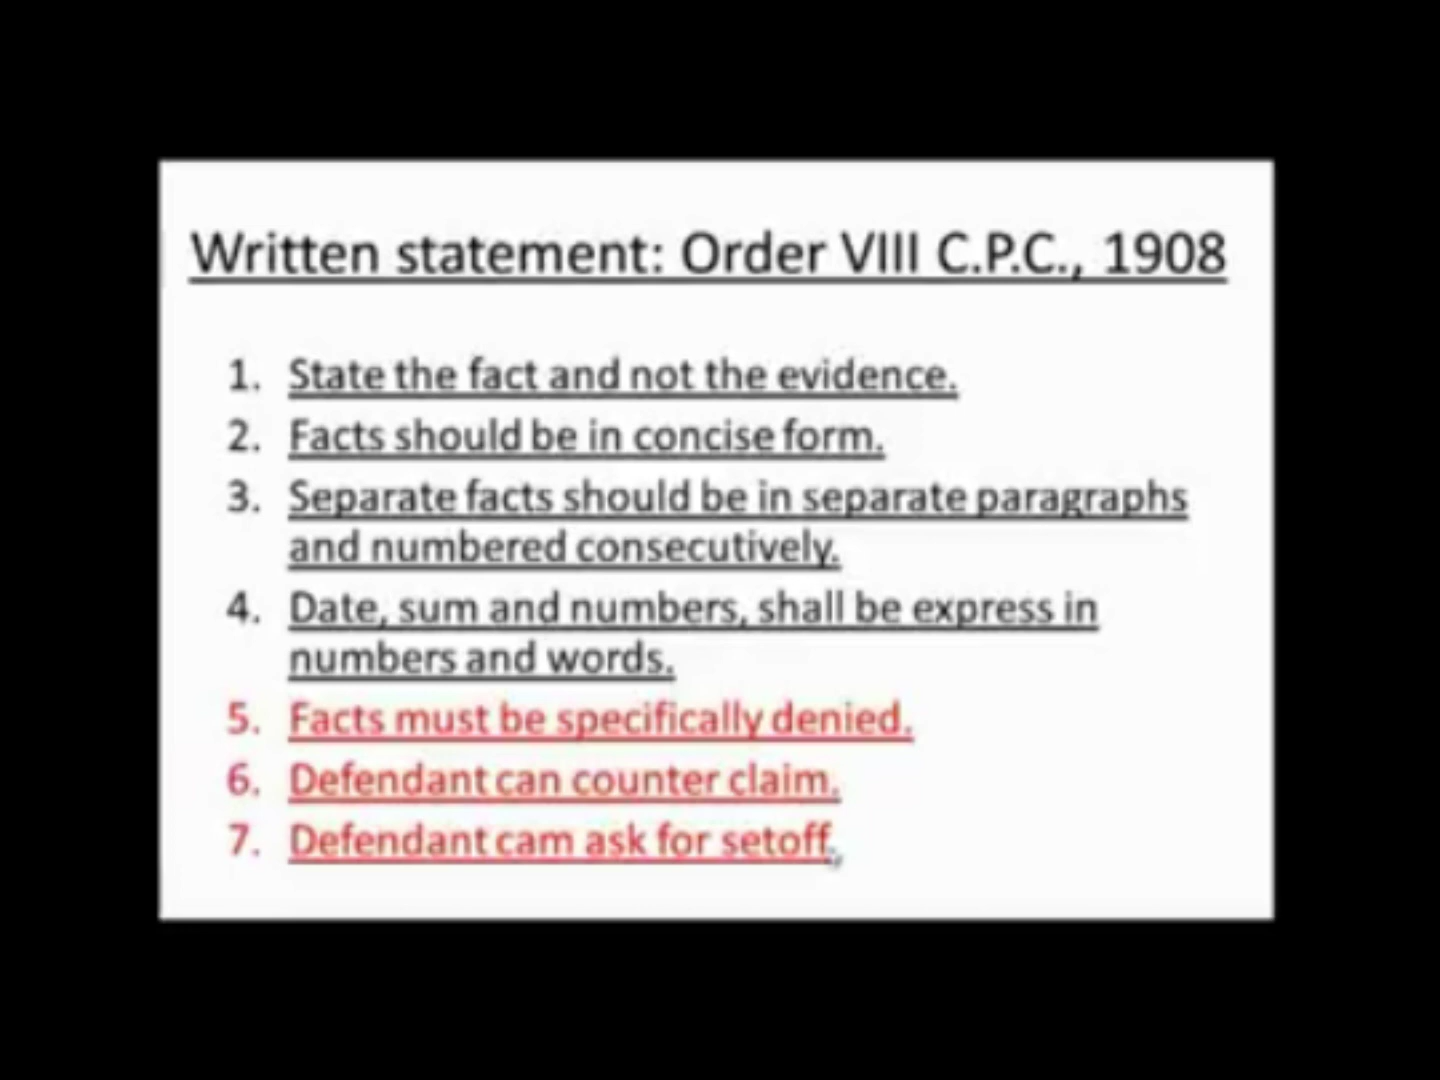 Written statement: Order VIII C.P.C., 1908
1. State the fact and not the evidence.
2. Facts should be in concise form.
3. Separate facts should be in separate paragraphs
and numbered consecutively.
4. Date, sum and numbers, shall be express in
numbers and words.
5. Facts must be specifically denied.
6. Defendant can counter claim.
7. Defendant cam ask for setoff.